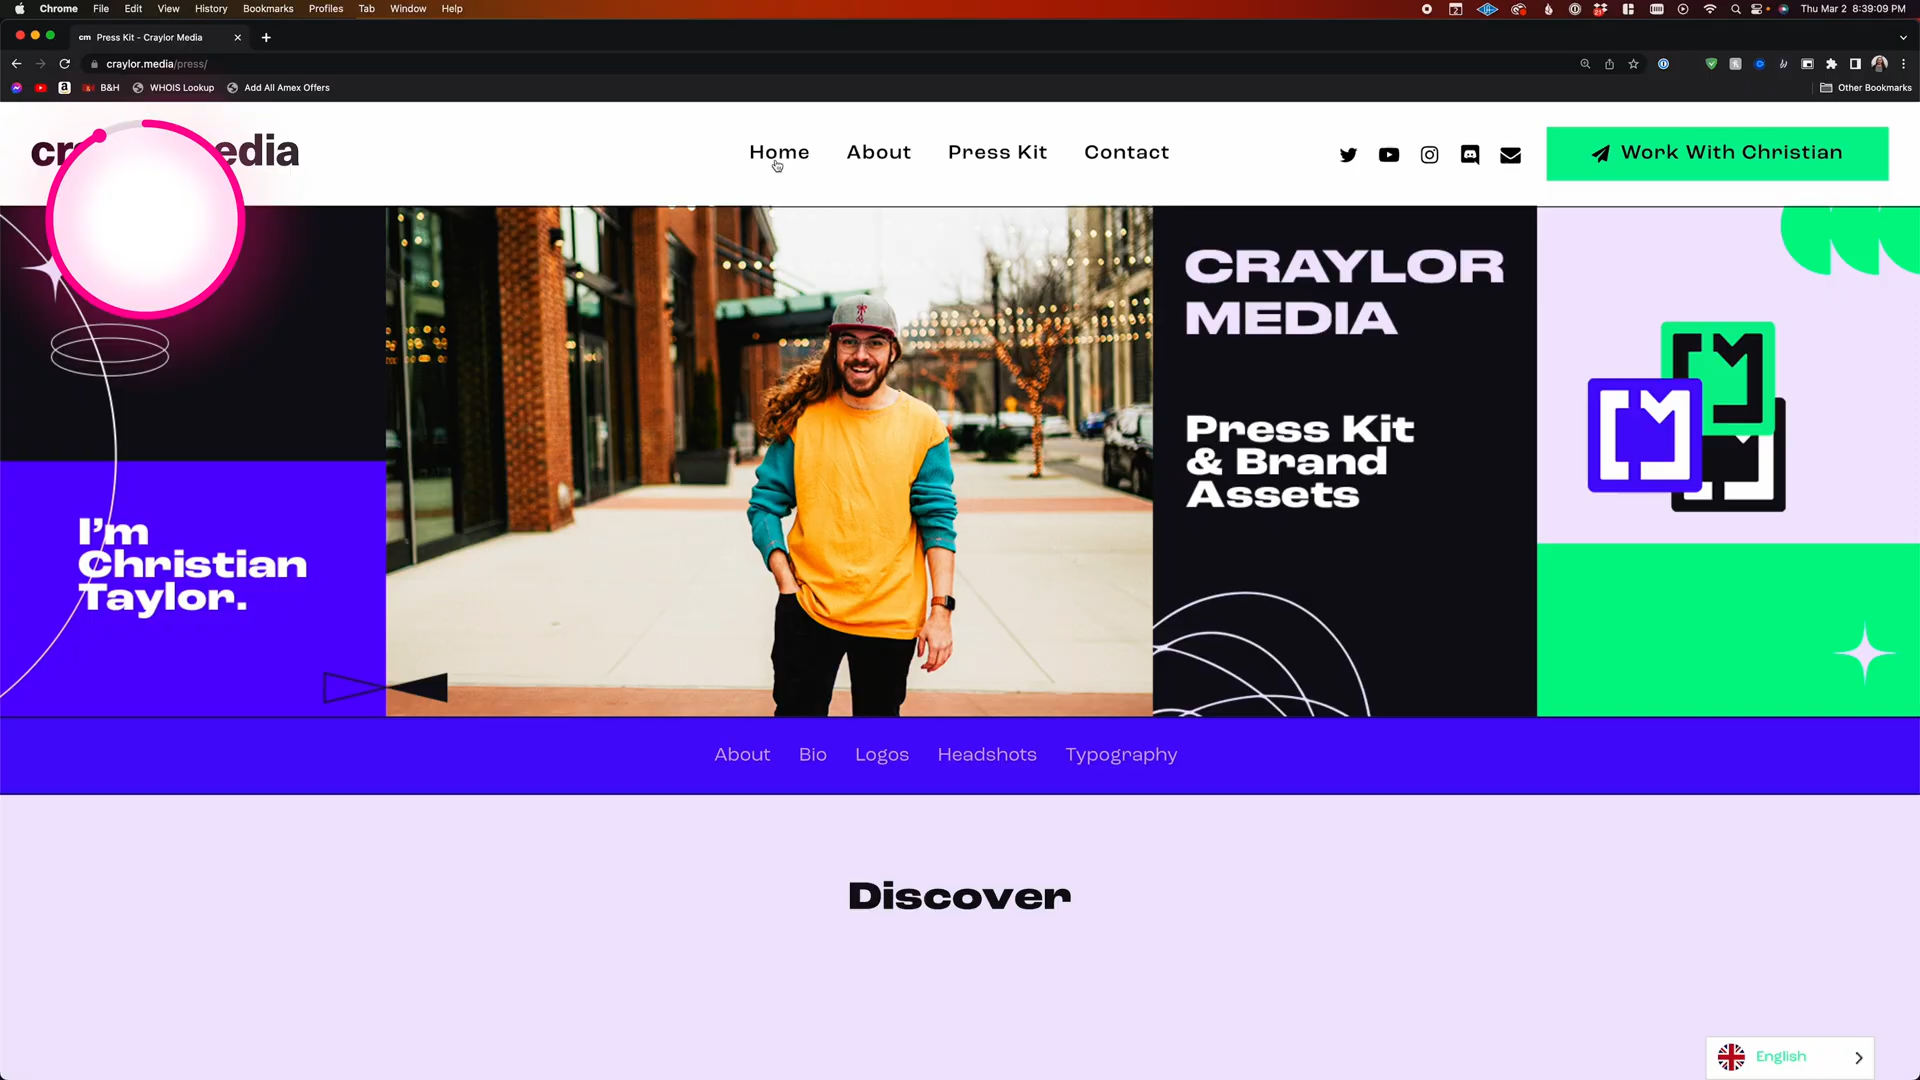 Chrome File Edit View History Bookmarks Profiles Tab Window Help
Thu Mar 2 8:39:09 PM
cm Press Kit - Craylor Media
craylor.media/press/
B&H WHOIS Lookup Add All Amex Offers
Other Bookmarks
edia
Home About Press Kit Contact
Work With Christian
I'm
Christian
Taylor.
CRAYLOR
MEDIA
Press Kit
& Brand
Assets
About Bio Logos Headshots Typography
Discover
English